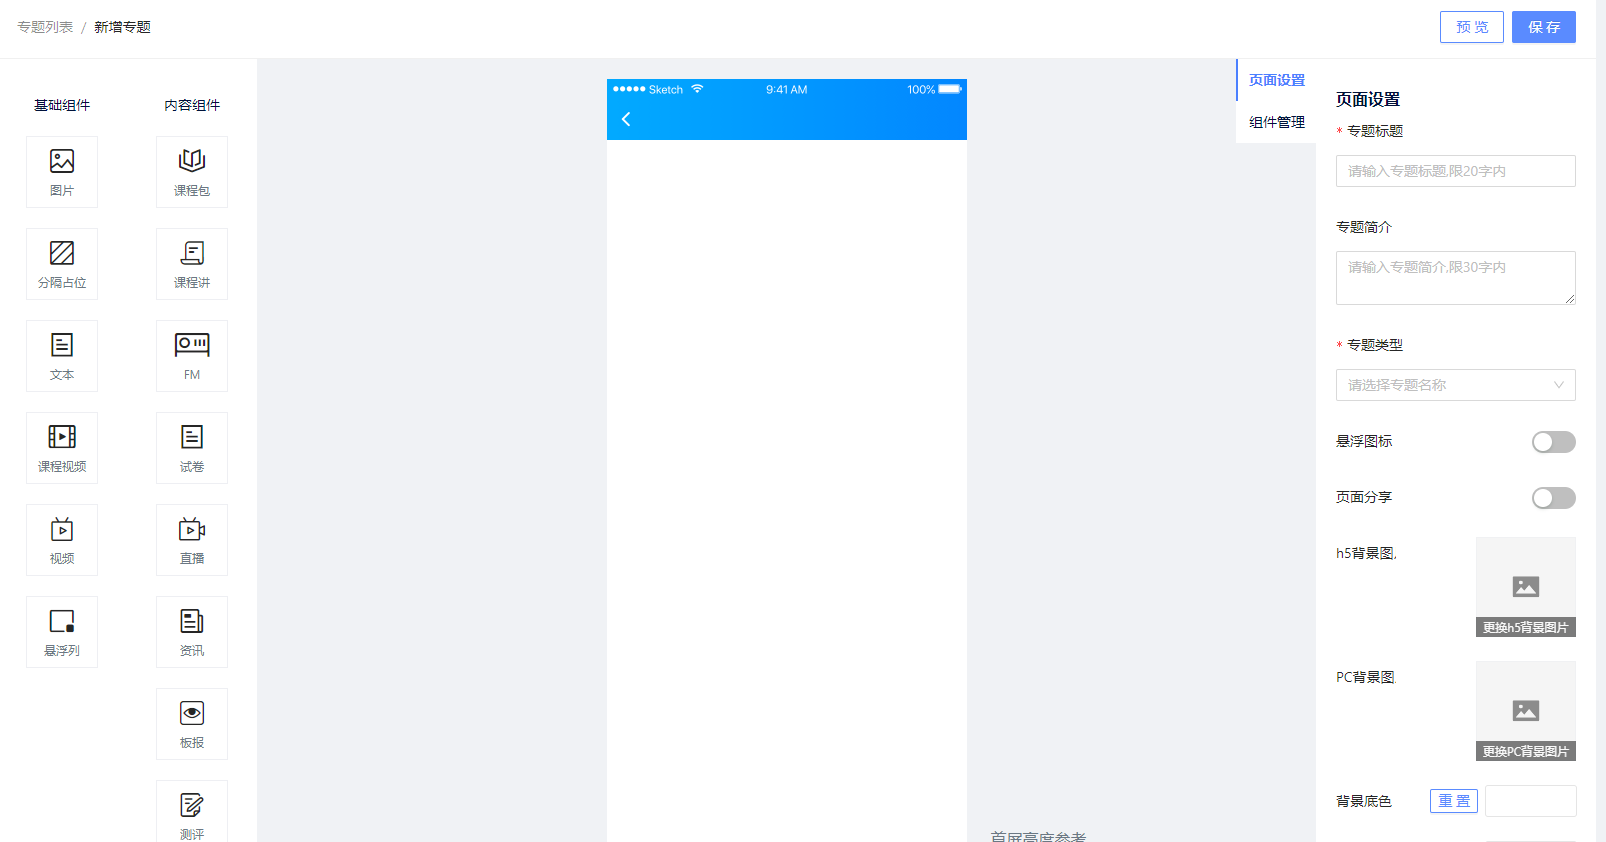 专题列表 / 新增专题
预 览
保 存
基础组件
内容组件
图片
课程包
分隔占位
课程讲
文本
FM
课程视频
试卷
视频
直播
悬浮列
资讯
板报
测评
Sketch
9:41 AM
100%
首屏高度参考
页面设置
组件管理
页面设置
* 专题标题
请输入专题标题,限20字内
专题简介
请输入专题简介,限30字内
* 专题类型
请选择专题名称
悬浮图标
页面分享
h5背景图.
更换h5背景图片
PC背景图
更换PC背景图片
背景底色
重 置